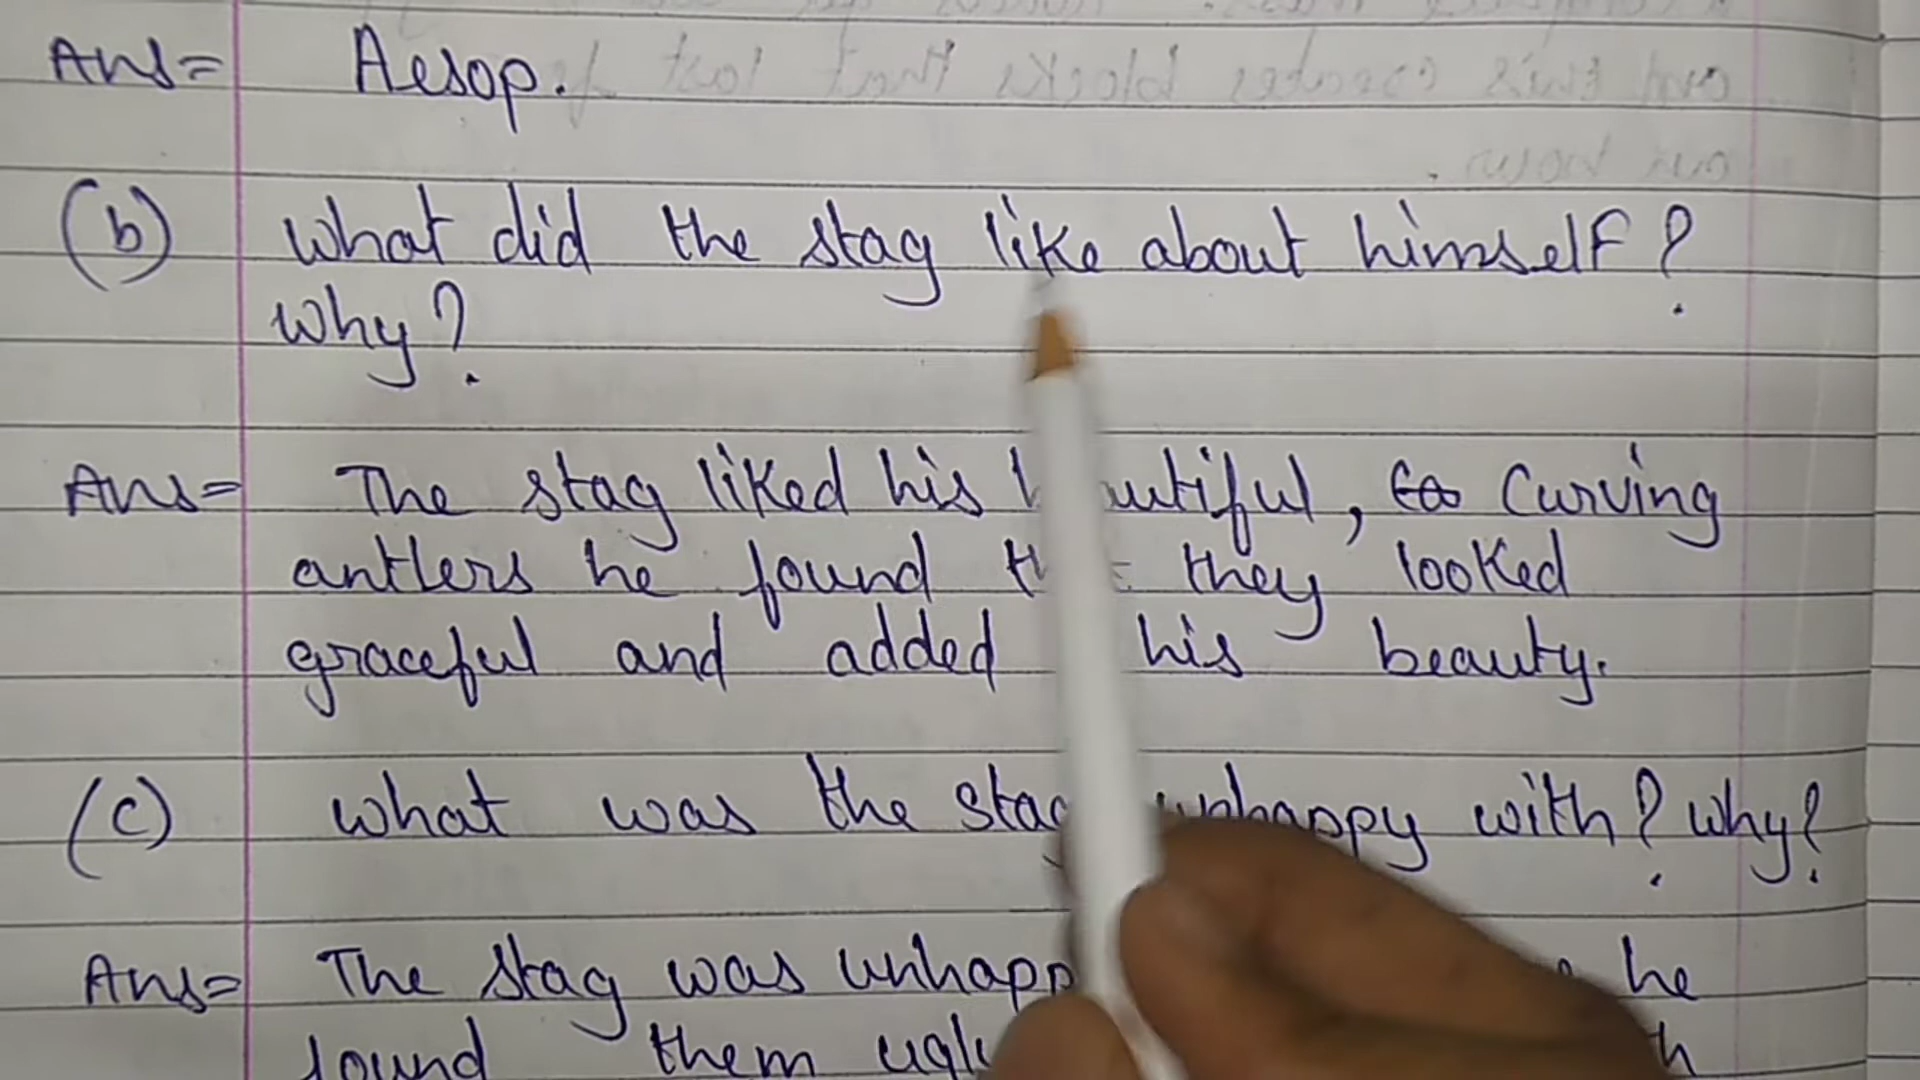 Ans= Aesop.
(b) What did the stag like about himself?
Why?
Ans= The stag liked his beautiful, Curving
antlers he found that they looked
graceful and added his beauty.
(c) What was the stag unhappy with? Why?
Ans= The stag was unhapp he
found them ugly